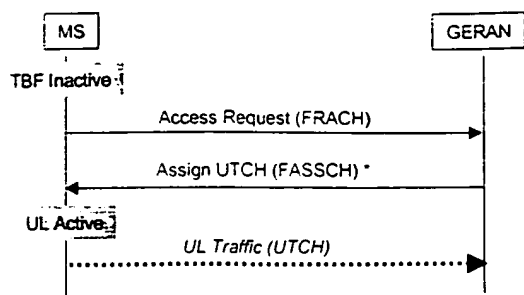 MS
GERAN
TBF Inactive
Access Request (FRACH)
Assign UTCH (FASSCH) *
UL Active
UL Traffic (UTCH)